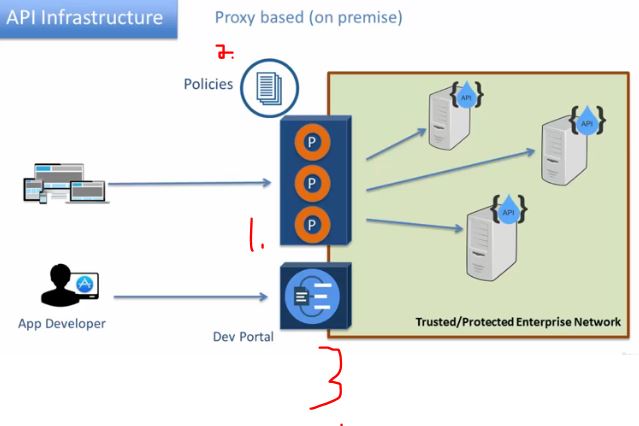 API Infrastructure
Proxy based (on premise)
2.
Policies
{API}
{API}
P
P
P
1.
{API}
App Developer
Dev Portal
Trusted/Protected Enterprise Network
3